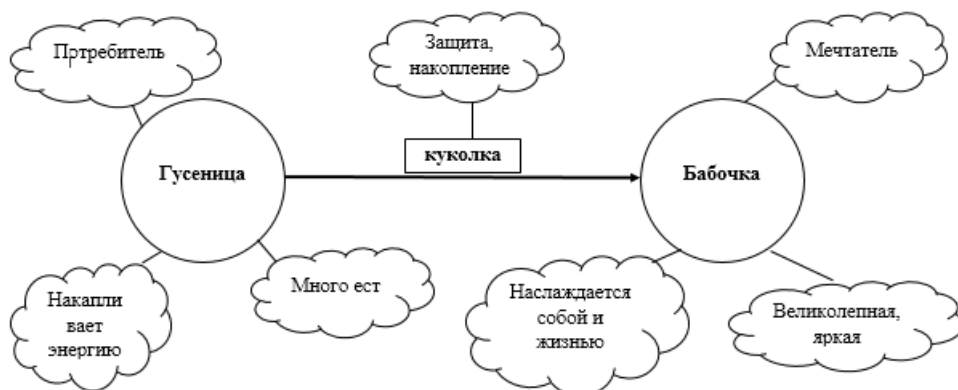 Пртребитель
Защита,
накопление
Мечтатель
куколка
Гусеница
Бабочка
Накапли
вает
энергию
Много ест
Наслаждается
собой и
жизнью
Великолепная,
яркая